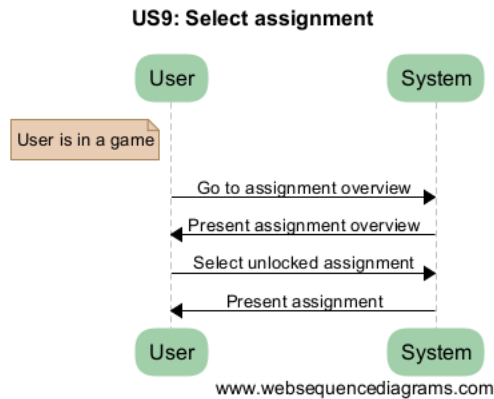 US9: Select assignment
User
System
User is in a game
Go to assignment overview
Present assignment overview
Select unlocked assignment
Present assignment
User
System
www.websequencediagrams.com